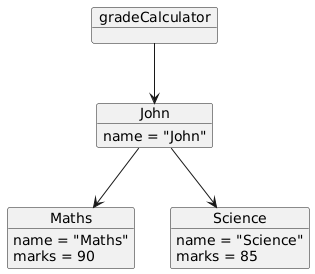 gradeCalculator
John
name = "John"
Maths
name = "Maths"
marks = 90
Science
name = "Science"
marks = 85